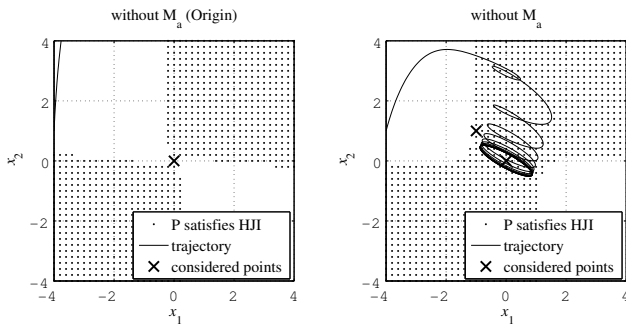 without M_a (Origin)
4
2
0
−2
−4
x_2
−4
−2
0
2
4
x_1
P satisfies HJI
trajectory
considered points
without M_a
4
2
0
−2
−4
x_2
−4
−2
0
2
4
x_1
P satisfies HJI
trajectory
considered points